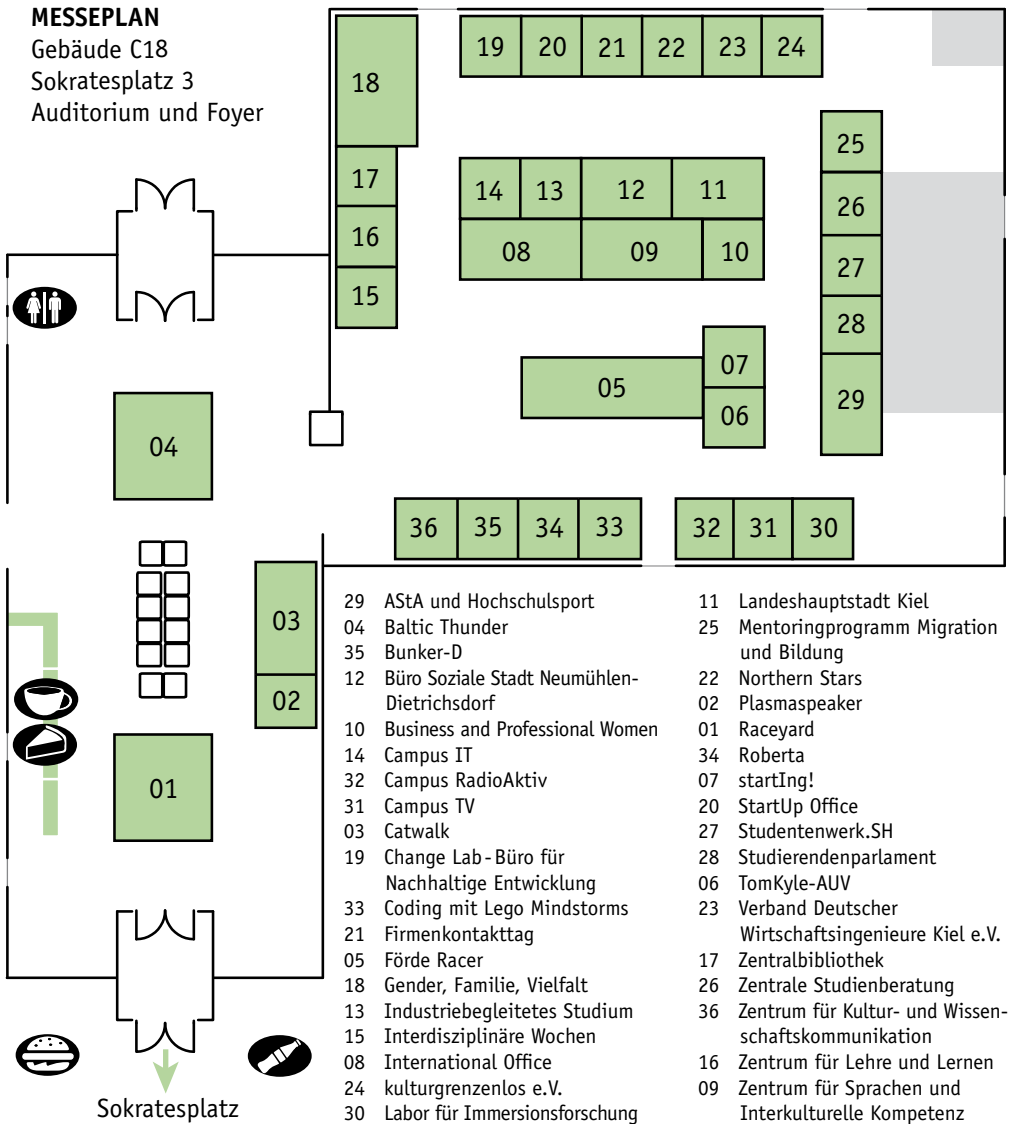 MESSEPLAN
Gebäude C18
Sokratesplatz 3
Auditorium und Foyer
18
19 20 21 22 23 24
17
16
15
14 13 12 11
08 09 10
25
26
27
28
29
07
05
06
04
36 35 34 33 32 31 30
03
02
01
Sokratesplatz
29 AStA und Hochschulsport
04 Baltic Thunder
35 Bunker-D
12 Büro Soziale Stadt Neumühlen-
Dietrichsdorf
10 Business and Professional Women
14 Campus IT
32 Campus RadioAktiv
31 Campus TV
03 Catwalk
19 Change Lab - Büro für
Nachhaltige Entwicklung
33 Coding mit Lego Mindstorms
21 Firmenkontakttag
05 Förde Racer
18 Gender, Familie, Vielfalt
13 Industriebegleitetes Studium
15 Interdisziplinäre Wochen
08 International Office
24 kulturgrenzenlos e.V.
30 Labor für Immersionsforschung
11 Landeshauptstadt Kiel
25 Mentoringprogramm Migration
und Bildung
22 Northern Stars
02 Plasmaspeaker
01 Raceyard
34 Roberta
07 startIng!
20 StartUp Office
27 Studentenwerk.SH
28 Studierendenparlament
06 TomKyle-AUV
23 Verband Deutscher
Wirtschaftsingenieure Kiel e.V.
17 Zentralbibliothek
26 Zentrale Studienberatung
36 Zentrum für Kultur- und Wissen-
schaftskommunikation
16 Zentrum für Lehre und Lernen
09 Zentrum für Sprachen und
Interkulturelle Kompetenz